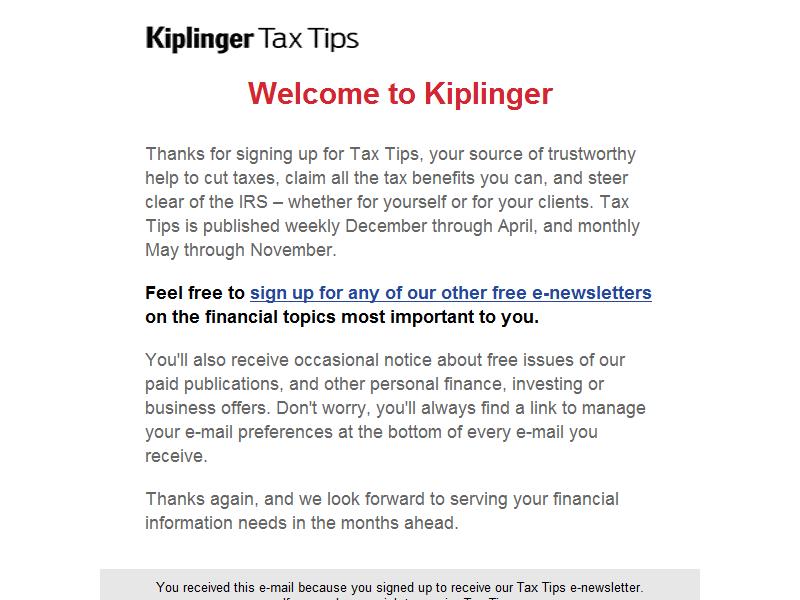 Kiplinger Tax Tips
Welcome to Kiplinger
Thanks for signing up for Tax Tips, your source of trustworthy
help to cut taxes, claim all the tax benefits you can, and steer
clear of the IRS – whether for yourself or for your clients. Tax
Tips is published weekly December through April, and monthly
May through November.
Feel free to sign up for any of our other free e-newsletters
on the financial topics most important to you.
You'll also receive occasional notice about free issues of our
paid publications, and other personal finance, investing or
business offers. Don't worry, you'll always find a link to manage
your e-mail preferences at the bottom of every e-mail you
receive.
Thanks again, and we look forward to serving your financial
information needs in the months ahead.
You received this e-mail because you signed up to receive our Tax Tips e-newsletter.